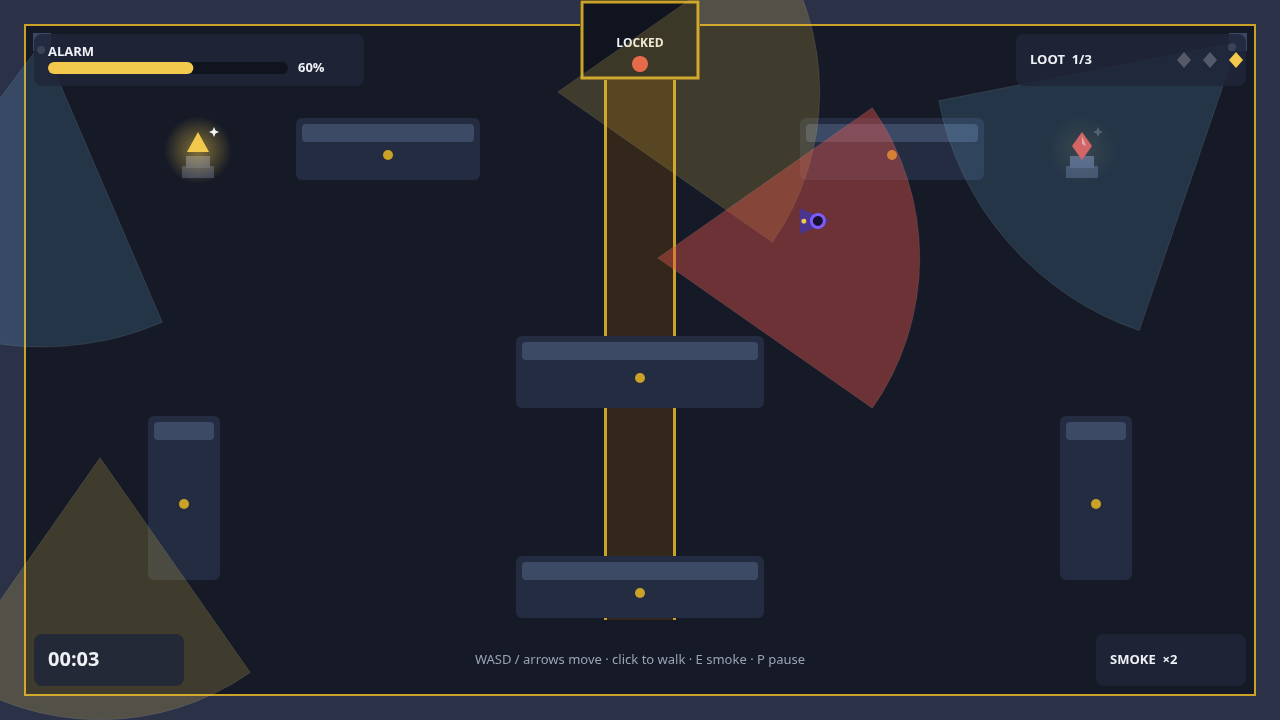 LOCKED
ALARM
60%
LOOT 1/3
00:03
WASD / arrows move · click to walk · E smoke · P pause
SMOKE ×2